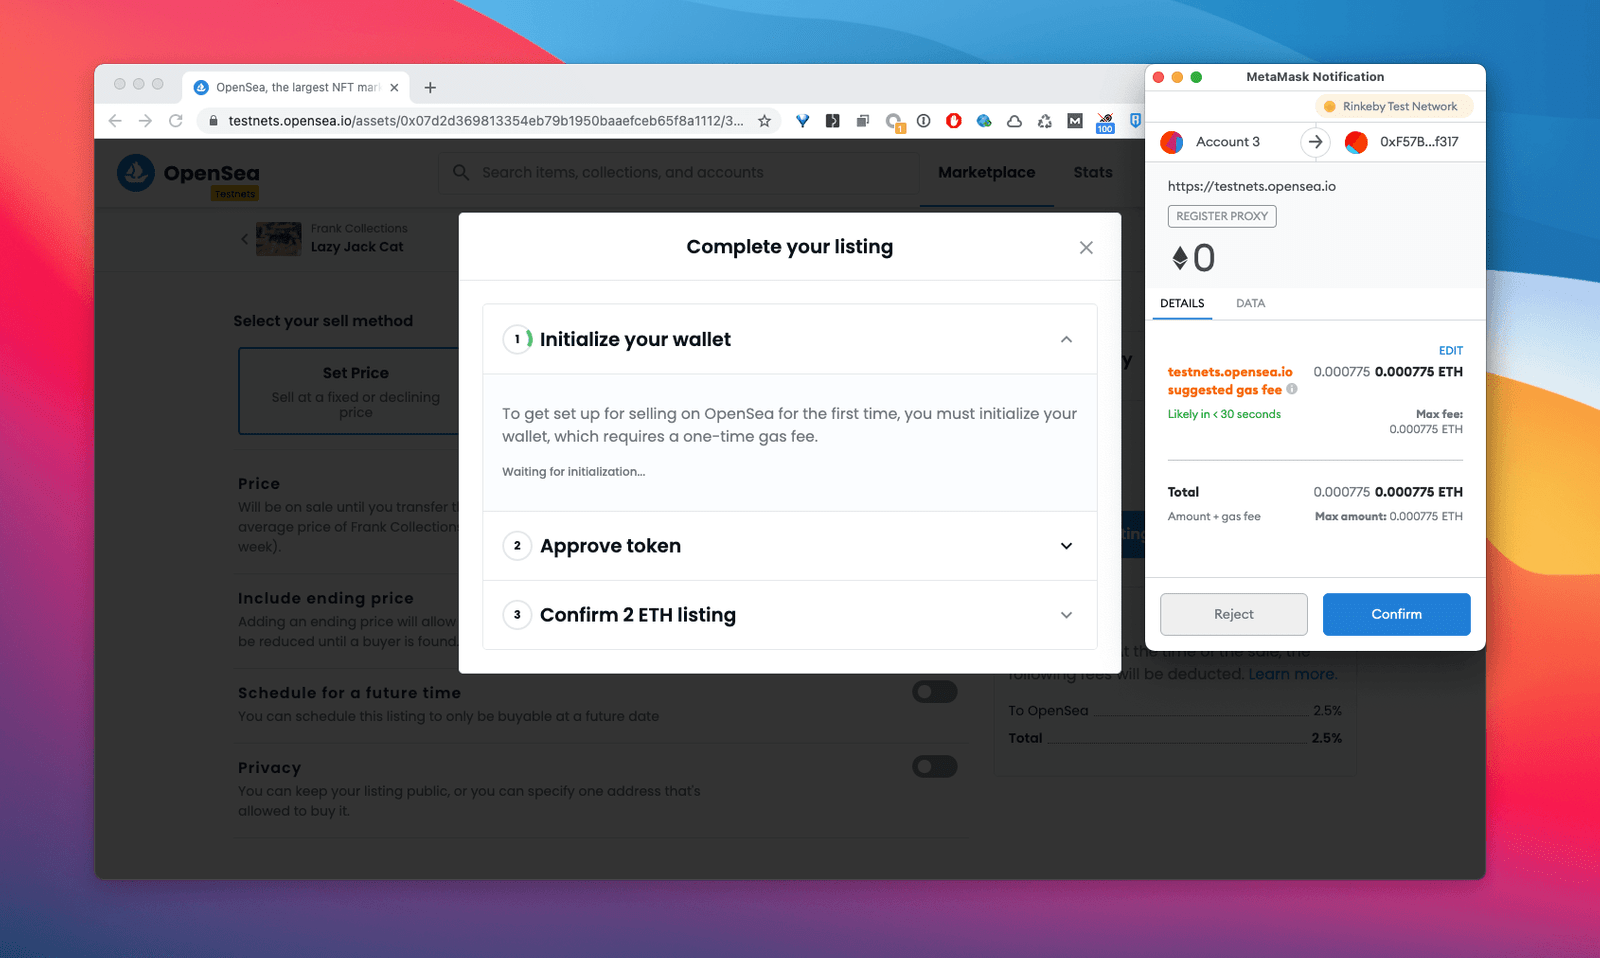 OpenSea, the largest NFT mar
testnets.opensea.io/assets/0x07d2d369813354eb79b1950baaefceb65f8a1112/3...
1
100
OpenSea
Testnets
Search items, collections, and accounts
Marketplace
Stats
Frank Collections
Lazy Jack Cat
Select your sell method
Set Price
Sell at a fixed or declining
price
Price
Will be on sale until you transfer t
average price of Frank Collections
week).
Include ending price
Adding an ending price will allow
be reduced until a buyer is found.
Schedule for a future time
You can schedule this listing to only be buyable at a future date
Privacy
You can keep your listing public, or you can specify one address that's
allowed to buy it.
Complete your listing
1 Initialize your wallet
To get set up for selling on OpenSea for the first time, you must initialize your
wallet, which requires a one-time gas fee.
Waiting for initialization...
2 Approve token
3 Confirm 2 ETH listing
y
ting
t the time of the sale, the
following fees will be deducted. Learn more.
To OpenSea 2.5%
Total 2.5%
MetaMask Notification
Rinkeby Test Network
Account 3
0xF57B...f317
https://testnets.opensea.io
REGISTER PROXY
0
DETAILS
DATA
EDIT
testnets.opensea.io 0.000775 0.000775 ETH
suggested gas fee
Likely in < 30 seconds Max fee:
0.000775 ETH
Total 0.000775 0.000775 ETH
Amount + gas fee Max amount: 0.000775 ETH
Reject
Confirm